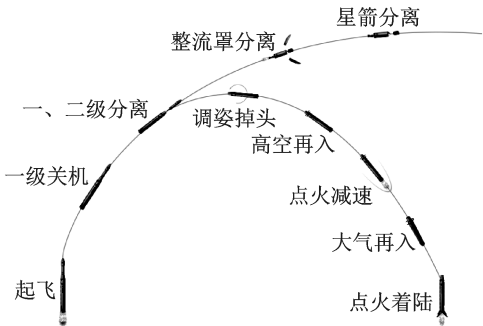 星箭分离
整流罩分离
一、二级分离
调姿掉头
高空再入
一级关机
点火减速
大气再入
起飞
点火着陆